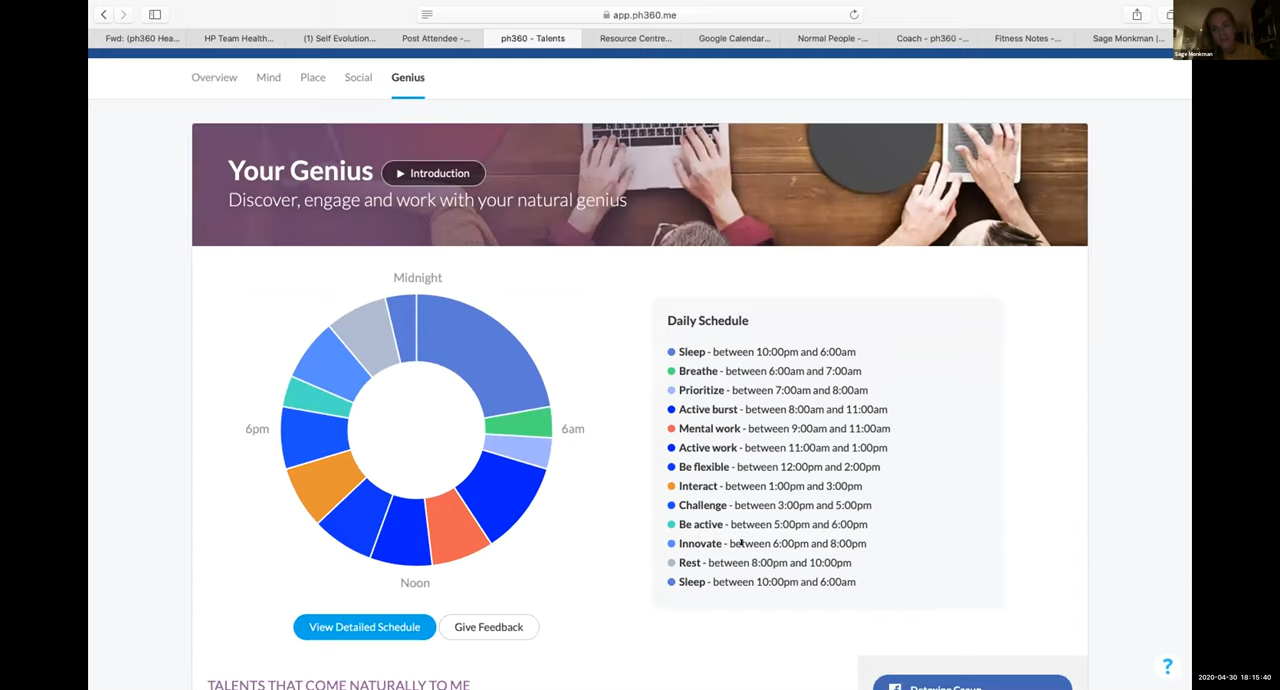 app.ph360.me
Fwd: (ph360 Hea...
HP Team Health...
(1) Self Evolution...
Post Attendee -...
ph360 - Talents
Resource Centre...
Google Calendar...
Normal People -...
Coach - ph360 -...
Fitness Notes -...
Sage Monkman |...
Sage Monkman
Overview Mind Place Social Genius
Your Genius
Introduction
Discover, engage and work with your natural genius
Midnight
6pm
6am
Noon
Daily Schedule
Sleep - between 10:00pm and 6:00am
Breathe - between 6:00am and 7:00am
Prioritize - between 7:00am and 8:00am
Active burst - between 8:00am and 11:00am
Mental work - between 9:00am and 11:00am
Active work - between 11:00am and 1:00pm
Be flexible - between 12:00pm and 2:00pm
Interact - between 1:00pm and 3:00pm
Challenge - between 3:00pm and 5:00pm
Be active - between 5:00pm and 6:00pm
Innovate - between 6:00pm and 8:00pm
Rest - between 8:00pm and 10:00pm
Sleep - between 10:00pm and 6:00am
View Detailed Schedule
Give Feedback
TALENTS THAT COME NATURALLY TO ME
Detoxing Group
?
2020-04-30 18:15:40